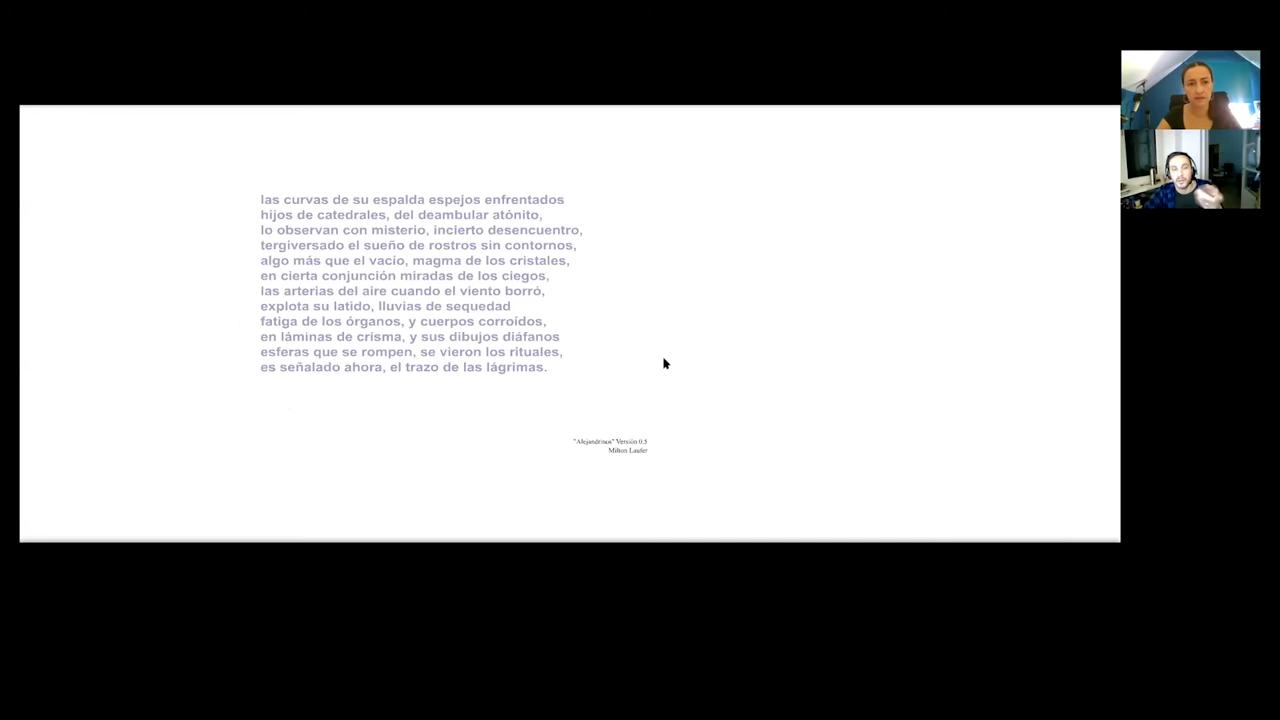 las curvas de su espalda espejos enfrentados
hijos de catedrales, del deambular atónito,
lo observan con misterio, incierto desencuentro,
tergiversado el sueño de rostros sin contornos,
algo más que el vacío, magma de los cristales,
en cierta conjunción miradas de los ciegos,
las arterias del aire cuando el viento borró,
explota su latido, lluvias de sequedad
fatiga de los órganos, y cuerpos corroídos,
en láminas de crisma, y sus dibujos diáfanos
esferas que se rompen, se vieron los rituales,
es señalado ahora, el trazo de las lágrimas.
"Alejandrinos" Versión 0.5
Milton Laufer